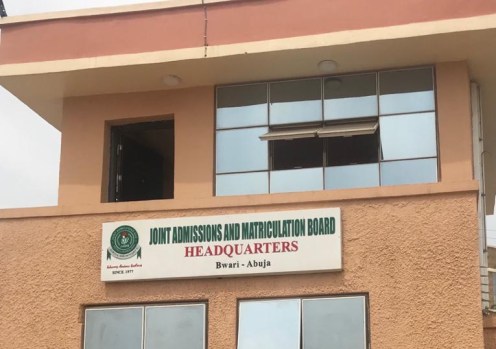 JOINT ADMISSIONS AND MATRICULATION BOARD
HEADQUARTERS
Bwari - Abuja
SINCE 1977